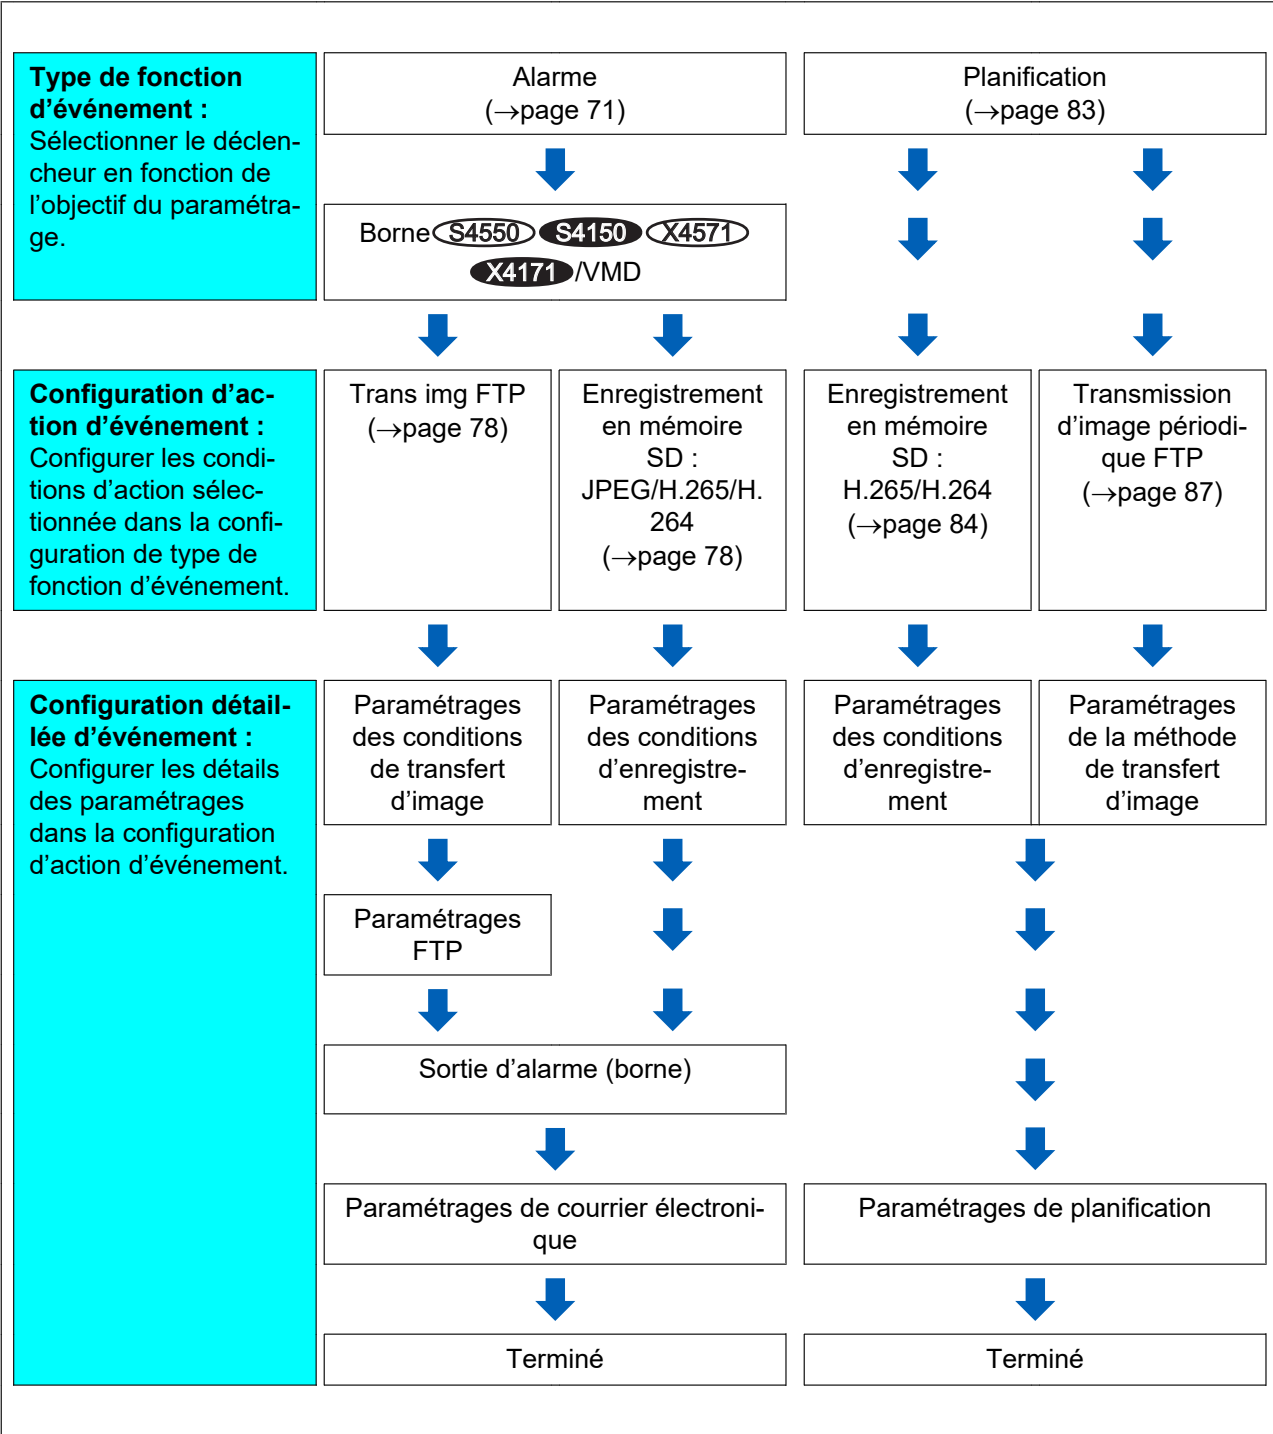 Type de fonction
d’événement :
Sélectionner le déclen-
cheur en fonction de
l’objectif du paramétra-
ge.
Alarme
(→page 71)
Planification
(→page 83)
Borne S4550 S4150 X4571
X4171 /VMD
Configuration d’ac-
tion d’événement :
Configurer les condi-
tions d’action sélec-
tionnée dans la confi-
guration de type de
fonction d’événement.
Trans img FTP
(→page 78)
Enregistrement
en mémoire
SD :
JPEG/H.265/H.
264
(→page 78)
Enregistrement
en mémoire
SD :
H.265/H.264
(→page 84)
Transmission
d’image périodi-
que FTP
(→page 87)
Configuration détail-
lée d’événement :
Configurer les détails
des paramétrages
dans la configuration
d’action d’événement.
Paramétrages
des conditions
de transfert
d’image
Paramétrages
des conditions
d’enregistre-
ment
Paramétrages
des conditions
d’enregistre-
ment
Paramétrages
de la méthode
de transfert
d’image
Paramétrages
FTP
Sortie d’alarme (borne)
Paramétrages de courrier électroni-
que
Paramétrages de planification
Terminé
Terminé